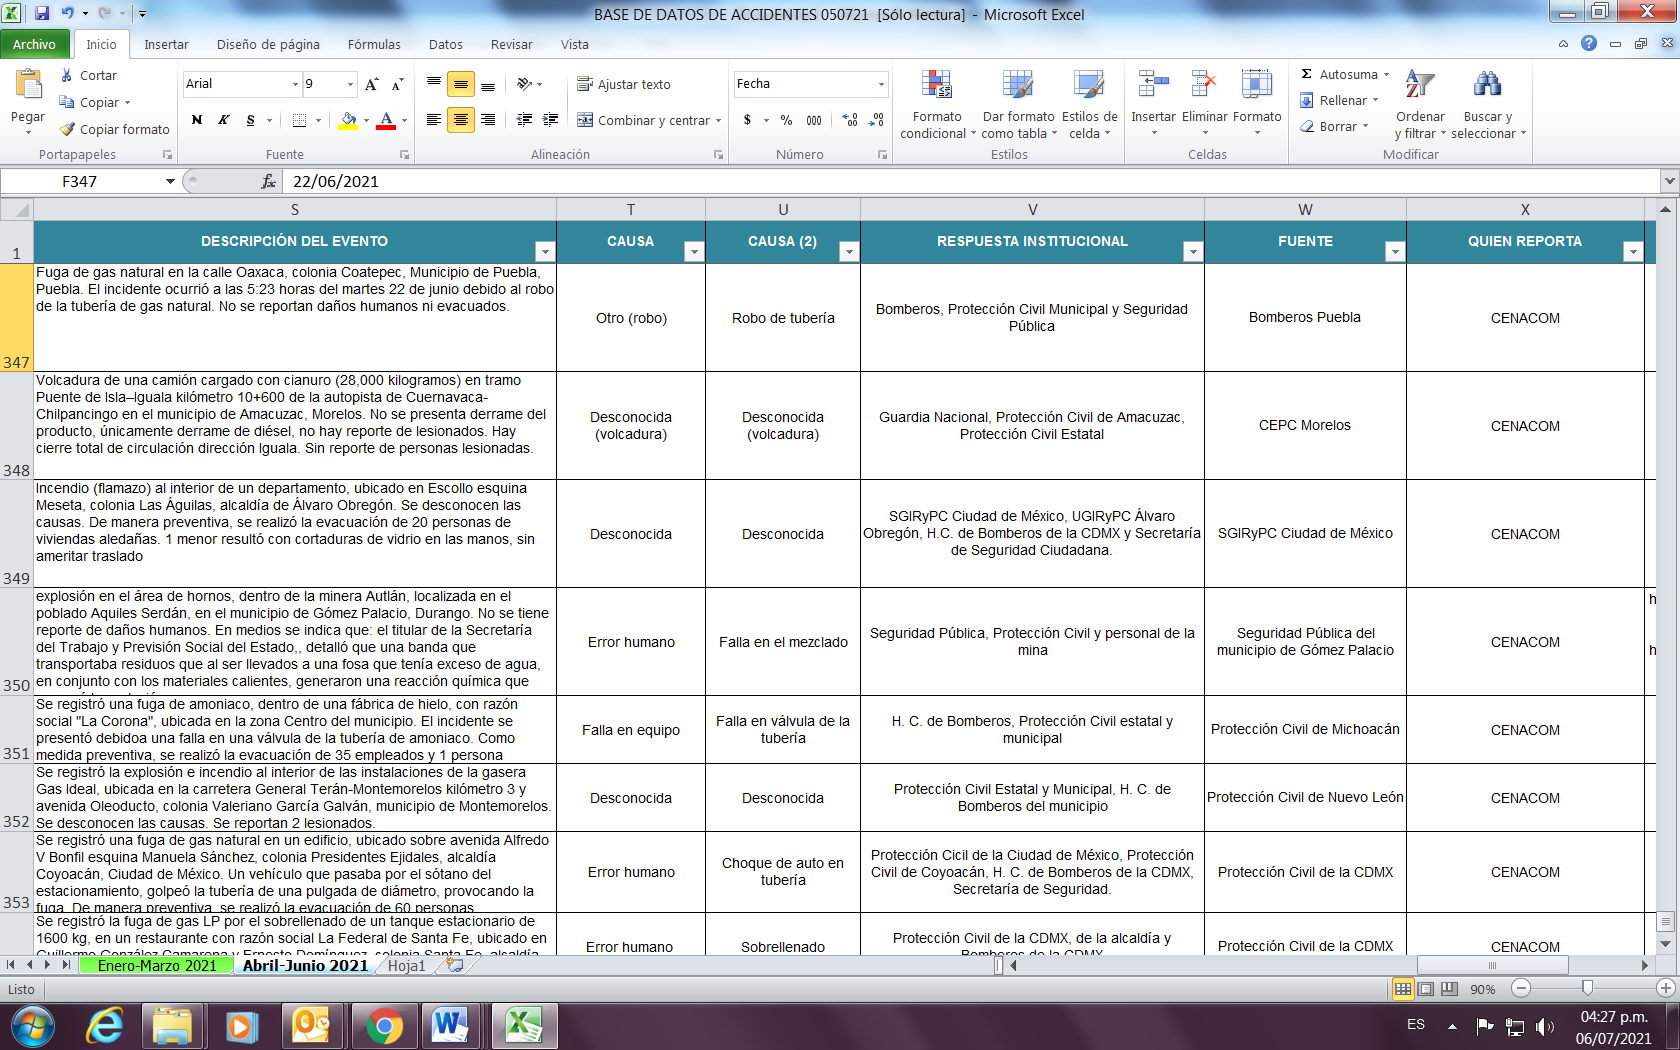 BASE DE DATOS DE ACCIDENTES 050721 [Sólo lectura] - Microsoft Excel
Archivo Inicio Insertar Diseño de página Fórmulas Datos Revisar Vista
Pegar
Cortar
Copiar
Copiar formato
Portapapeles
Arial 9
N K S
Fuente
Ajustar texto
Combinar y centrar
Alineación
Fecha
$ % 000
Número
Formato condicional
Dar formato como tabla
Estilos de celda
Estilos
Insertar Eliminar Formato
Celdas
Σ Autosuma
Rellenar
Borrar
Ordenar y filtrar
Buscar y seleccionar
Modificar
F347 fx 22/06/2021
S T U V W X
1 DESCRIPCIÓN DEL EVENTO CAUSA CAUSA (2) RESPUESTA INSTITUCIONAL FUENTE QUIEN REPORTA
347
Fuga de gas natural en la calle Oaxaca, colonia Coatepec, Municipio de Puebla,
Puebla. El incidente ocurrió a las 5:23 horas del martes 22 de junio debido al robo
de la tubería de gas natural. No se reportan daños humanos ni evacuados.
Otro (robo)
Robo de tubería
Bomberos, Protección Civil Municipal y Seguridad
Pública
Bomberos Puebla
CENACOM
348
Volcadura de una camión cargado con cianuro (28,000 kilogramos) en tramo
Puente de Isla–Iguala kilómetro 10+600 de la autopista de Cuernavaca-
Chilpancingo en el municipio de Amacuzac, Morelos. No se presenta derrame del
producto, únicamente derrame de diésel, no hay reporte de lesionados. Hay
cierre total de circulación dirección Iguala. Sin reporte de personas lesionadas.
Desconocida
(volcadura)
Desconocida
(volcadura)
Guardia Nacional, Protección Civil de Amacuzac,
Protección Civil Estatal
CEPC Morelos
CENACOM
349
Incendio (flamazo) al interior de un departamento, ubicado en Escollo esquina
Meseta, colonia Las Águilas, alcaldía de Álvaro Obregón. Se desconocen las
causas. De manera preventiva, se realizó la evacuación de 20 personas de
viviendas aledañas. 1 menor resultó con cortaduras de vidrio en las manos, sin
ameritar traslado
Desconocida
Desconocida
SGIRyPC Ciudad de México, UGIRyPC Álvaro
Obregón, H.C. de Bomberos de la CDMX y Secretaría
de Seguridad Ciudadana.
SGIRyPC Ciudad de México
CENACOM
350
explosión en el área de hornos, dentro de la minera Autlán, localizada en el
poblado Aquiles Serdán, en el municipio de Gómez Palacio, Durango. No se tiene
reporte de daños humanos. En medios se indica que: el titular de la Secretaría
del Trabajo y Previsión Social del Estado,, detalló que una banda que
transportaba residuos que al ser llevados a una fosa que tenía exceso de agua,
en conjunto con los materiales calientes, generaron una reacción química que
Error humano
Falla en el mezclado
Seguridad Pública, Protección Civil y personal de la
mina
Seguridad Pública del
municipio de Gómez Palacio
CENACOM
h
h
351
Se registró una fuga de amoniaco, dentro de una fábrica de hielo, con razón
social "La Corona", ubicada en la zona Centro del municipio. El incidente se
presentó debidoa una falla en una válvula de la tubería de amoniaco. Como
medida preventiva, se realizó la evacuación de 35 empleados y 1 persona
Falla en equipo
Falla en válvula de la
tubería
H. C. de Bomberos, Protección Civil estatal y
municipal
Protección Civil de Michoacán
CENACOM
352
Se registró la explosión e incendio al interior de las instalaciones de la gasera
Gas Ideal, ubicada en la carretera General Terán-Montemorelos kilómetro 3 y
avenida Oleoducto, colonia Valeriano García Galván, municipio de Montemorelos.
Se desconocen las causas. Se reportan 2 lesionados.
Desconocida
Desconocida
Protección Civil Estatal y Municipal, H. C. de
Bomberos del municipio
Protección Civil de Nuevo León
CENACOM
353
Se registró una fuga de gas natural en un edificio, ubicado sobre avenida Alfredo
V Bonfil esquina Manuela Sánchez, colonia Presidentes Ejidales, alcaldía
Coyoacán, Ciudad de México. Un vehículo que pasaba por el sótano del
estacionamiento, golpeó la tubería de una pulgada de diámetro, provocando la
fuga. De manera preventiva, se realizó la evacuación de 60 personas
Error humano
Choque de auto en
tubería
Protección Cicil de la Ciudad de México, Protección
Civil de Coyoacán, H. C. de Bomberos de la CDMX,
Secretaría de Seguridad.
Protección Civil de la CDMX
CENACOM
Se registró la fuga de gas LP por el sobrellenado de un tanque estacionario de
1600 kg, en un restaurante con razón social La Federal de Santa Fe, ubicado en
Guillermo González Camarena y Ernesto Domínguez, colonia Santa Fe, alcaldía
Error humano
Sobrellenado
Protección Civil de la CDMX, de la alcaldía y
Bomberos de la CDMX
Protección Civil de la CDMX
CENACOM
Enero-Marzo 2021 Abril-Junio 2021 Hoja1
Listo 90%
ES 04:27 p.m.
06/07/2021